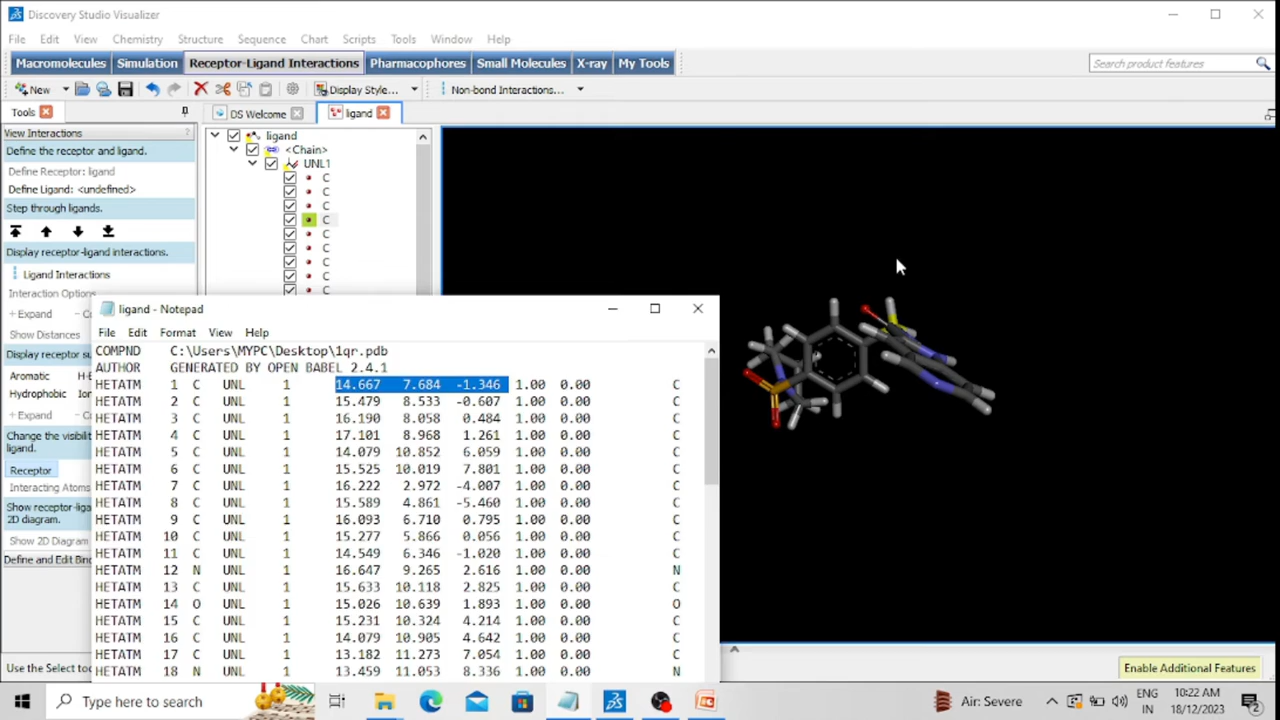 Discovery Studio Visualizer
File Edit View Chemistry Structure Sequence Chart Scripts Tools Window Help
Macromolecules Simulation Receptor-Ligand Interactions Pharmacophores Small Molecules X-ray My Tools
Search product features
New Display Style... Non-bond Interactions...
Tools
DS Welcome ligand
View Interactions
Define the receptor and ligand.
Define Receptor: ligand
Define Ligand: <undefined>
Step through ligands.
Display receptor-ligand interactions.
Ligand Interactions
Interaction Options
+ Expand
Show Distances
Display receptor su
Aromatic H-B
Hydrophobic Ion
+ Expand
Change the visibilit
ligand.
Receptor
Interacting Atoms
Show receptor-liga
2D diagram.
Show 2D Diagram
Define and Edit Bind
Use the Select too
ligand
<Chain>
UNL1
C
C
C
C
C
C
C
C
C
ligand - Notepad
File Edit Format View Help
COMPND C:\Users\MYPC\Desktop\1qr.pdb
AUTHOR GENERATED BY OPEN BABEL 2.4.1
HETATM 1 C UNL 1 14.667 7.684 -1.346 1.00 0.00 C
HETATM 2 C UNL 1 15.479 8.533 -0.607 1.00 0.00 C
HETATM 3 C UNL 1 16.190 8.058 0.484 1.00 0.00 C
HETATM 4 C UNL 1 17.101 8.968 1.261 1.00 0.00 C
HETATM 5 C UNL 1 14.079 10.852 6.059 1.00 0.00 C
HETATM 6 C UNL 1 15.525 10.019 7.801 1.00 0.00 C
HETATM 7 C UNL 1 16.222 2.972 -4.007 1.00 0.00 C
HETATM 8 C UNL 1 15.589 4.861 -5.460 1.00 0.00 C
HETATM 9 C UNL 1 16.093 6.710 0.795 1.00 0.00 C
HETATM 10 C UNL 1 15.277 5.866 0.056 1.00 0.00 C
HETATM 11 C UNL 1 14.549 6.346 -1.020 1.00 0.00 C
HETATM 12 N UNL 1 16.647 9.265 2.616 1.00 0.00 N
HETATM 13 C UNL 1 15.633 10.118 2.825 1.00 0.00 C
HETATM 14 O UNL 1 15.026 10.639 1.893 1.00 0.00 O
HETATM 15 C UNL 1 15.231 10.324 4.214 1.00 0.00 C
HETATM 16 C UNL 1 14.079 10.905 4.642 1.00 0.00 C
HETATM 17 C UNL 1 13.182 11.273 7.054 1.00 0.00 C
HETATM 18 N UNL 1 13.459 11.053 8.336 1.00 0.00 N
Enable Additional Features
Type here to search
Air: Severe
ENG
IN
10:22 AM
18/12/2023
2